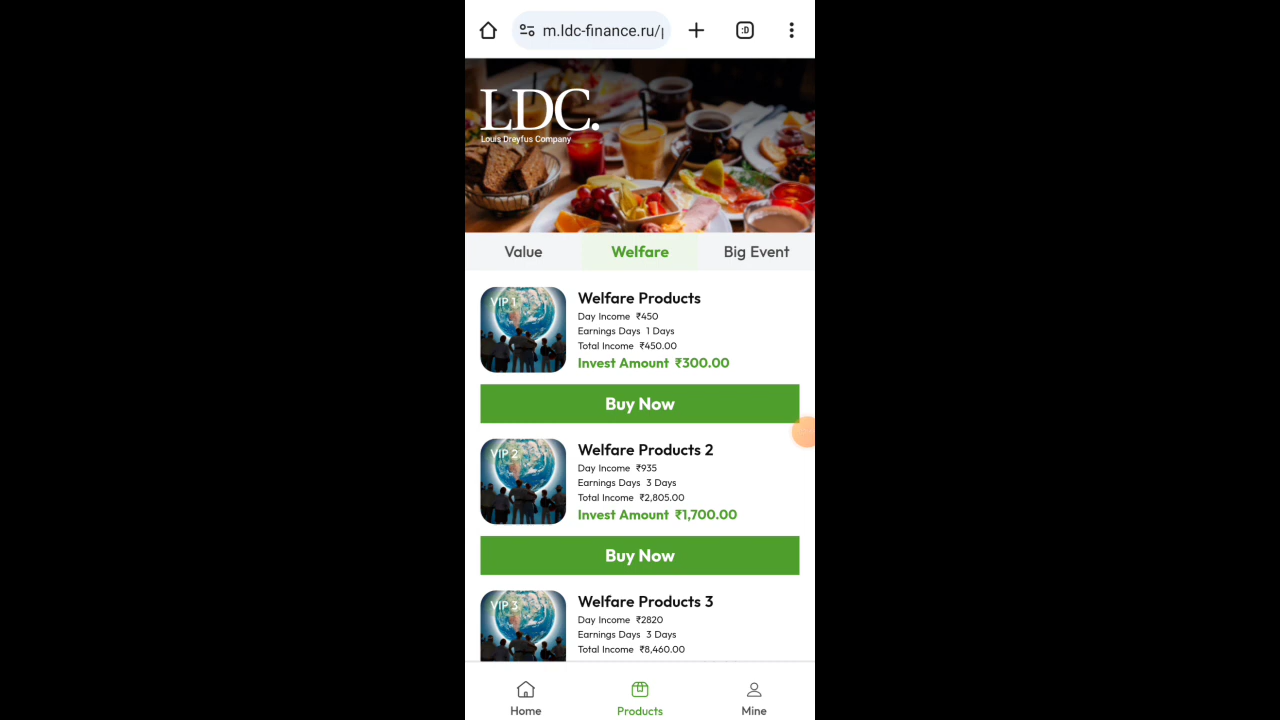 :D
m.ldc-finance.ru/
LDC.
Louis Dreyfus Company
Value
Welfare
Big Event
VIP 1
Welfare Products
Day Income ₹450
Earnings Days 1 Days
Total Income ₹450.00
Invest Amount ₹300.00
Buy Now
VIP 2
Welfare Products 2
Day Income ₹935
Earnings Days 3 Days
Total Income ₹2,805.00
Invest Amount ₹1,700.00
Buy Now
VIP 3
Welfare Products 3
Day Income ₹2820
Earnings Days 3 Days
Total Income ₹8,460.00
Home
Products
Mine